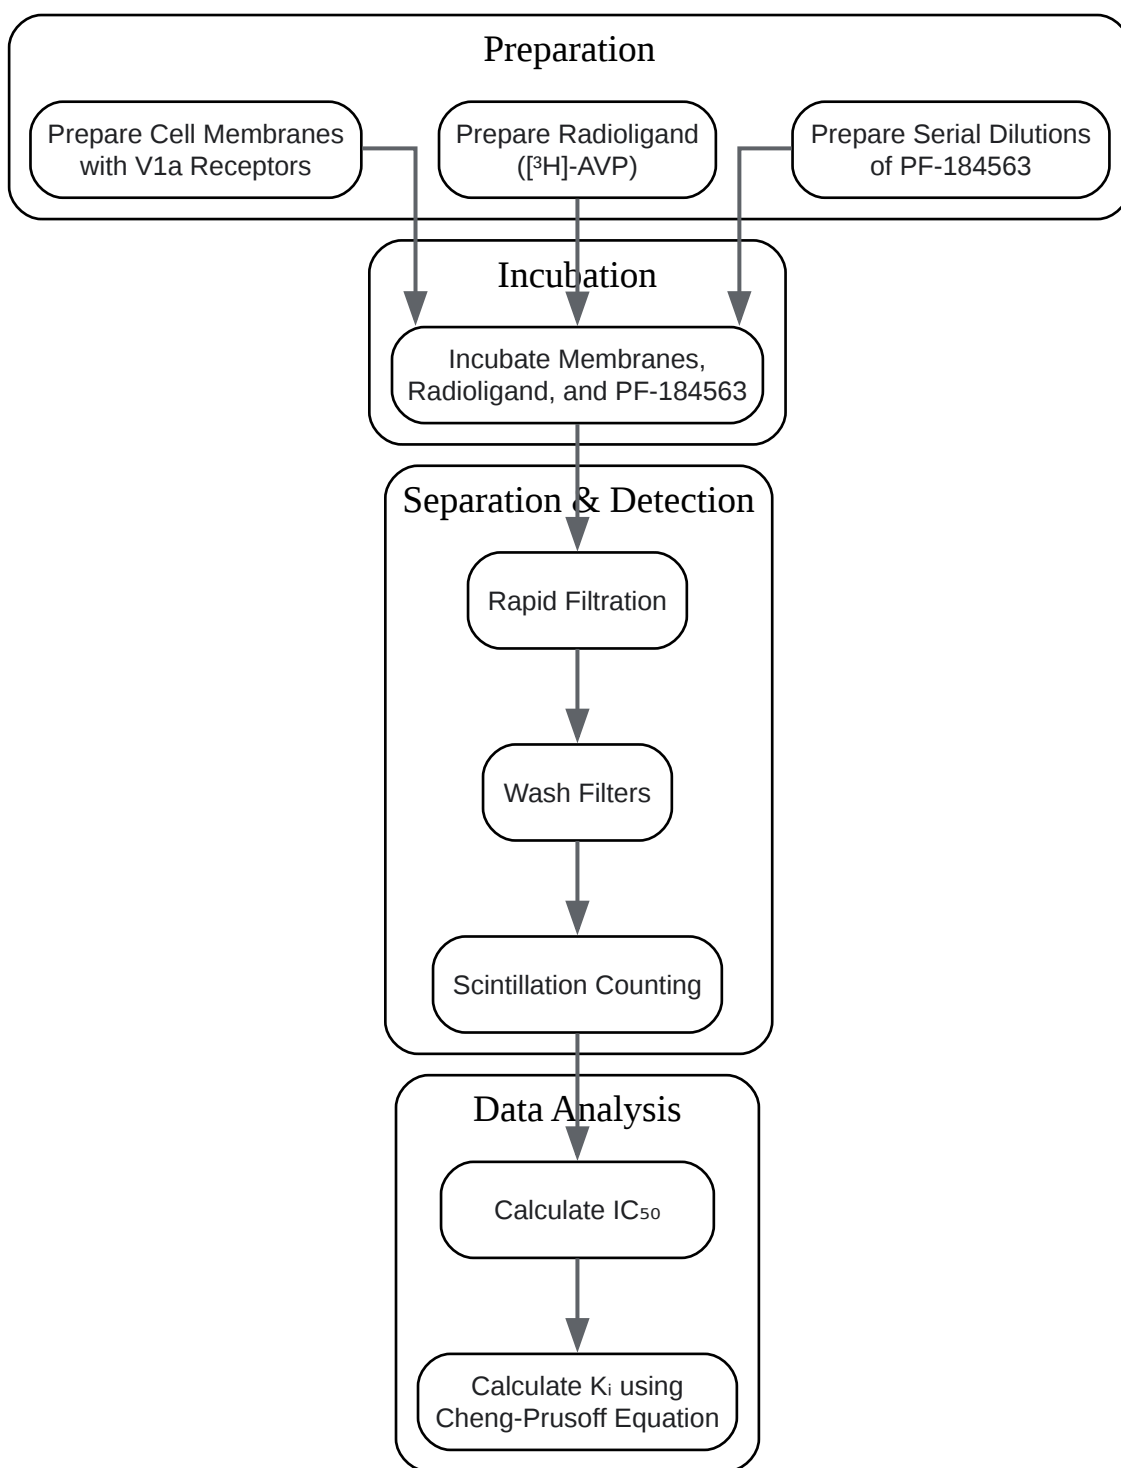 Preparation
Prepare Cell Membranes
with V1a Receptors
Prepare Radioligand
([³H]-AVP)
Prepare Serial Dilutions
of PF-184563
Incubation
Incubate Membranes,
Radioligand, and PF-184563
Separation & Detection
Rapid Filtration
Wash Filters
Scintillation Counting
Data Analysis
Calculate IC₅₀
Calculate Kᵢ using
Cheng-Prusoff Equation